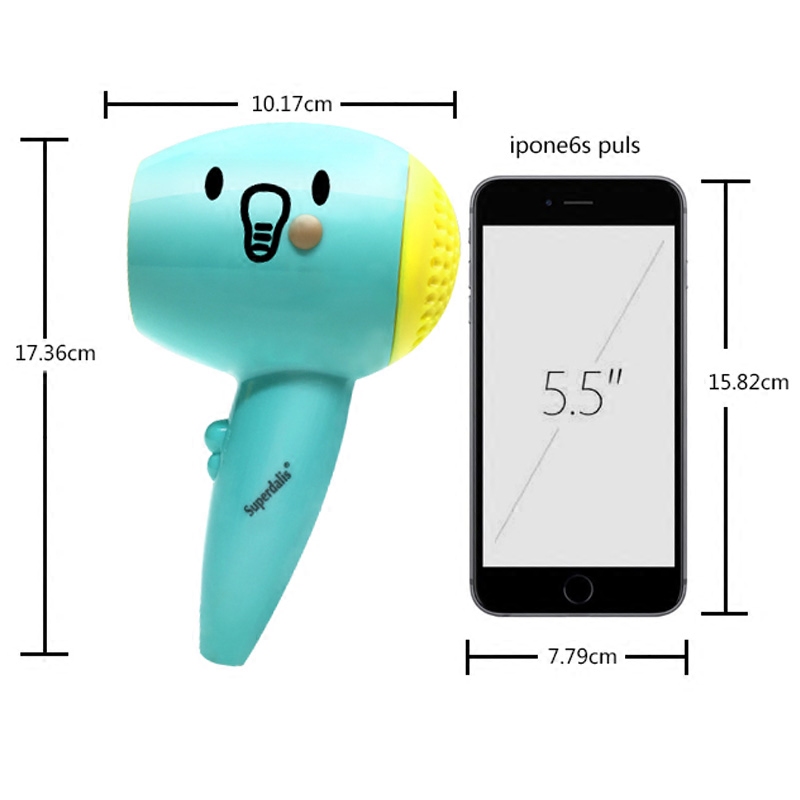 10.17cm
ipone6s puls
17.36cm
15.82cm
5.5"
Superdalis®
7.79cm